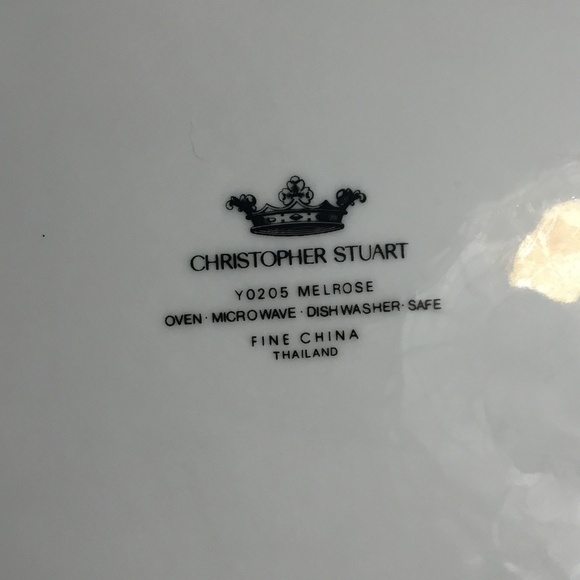 CHRISTOPHER STUART
Y0205 MELROSE
OVEN · MICROWAVE · DISHWASHER · SAFE
FINE CHINA
THAILAND